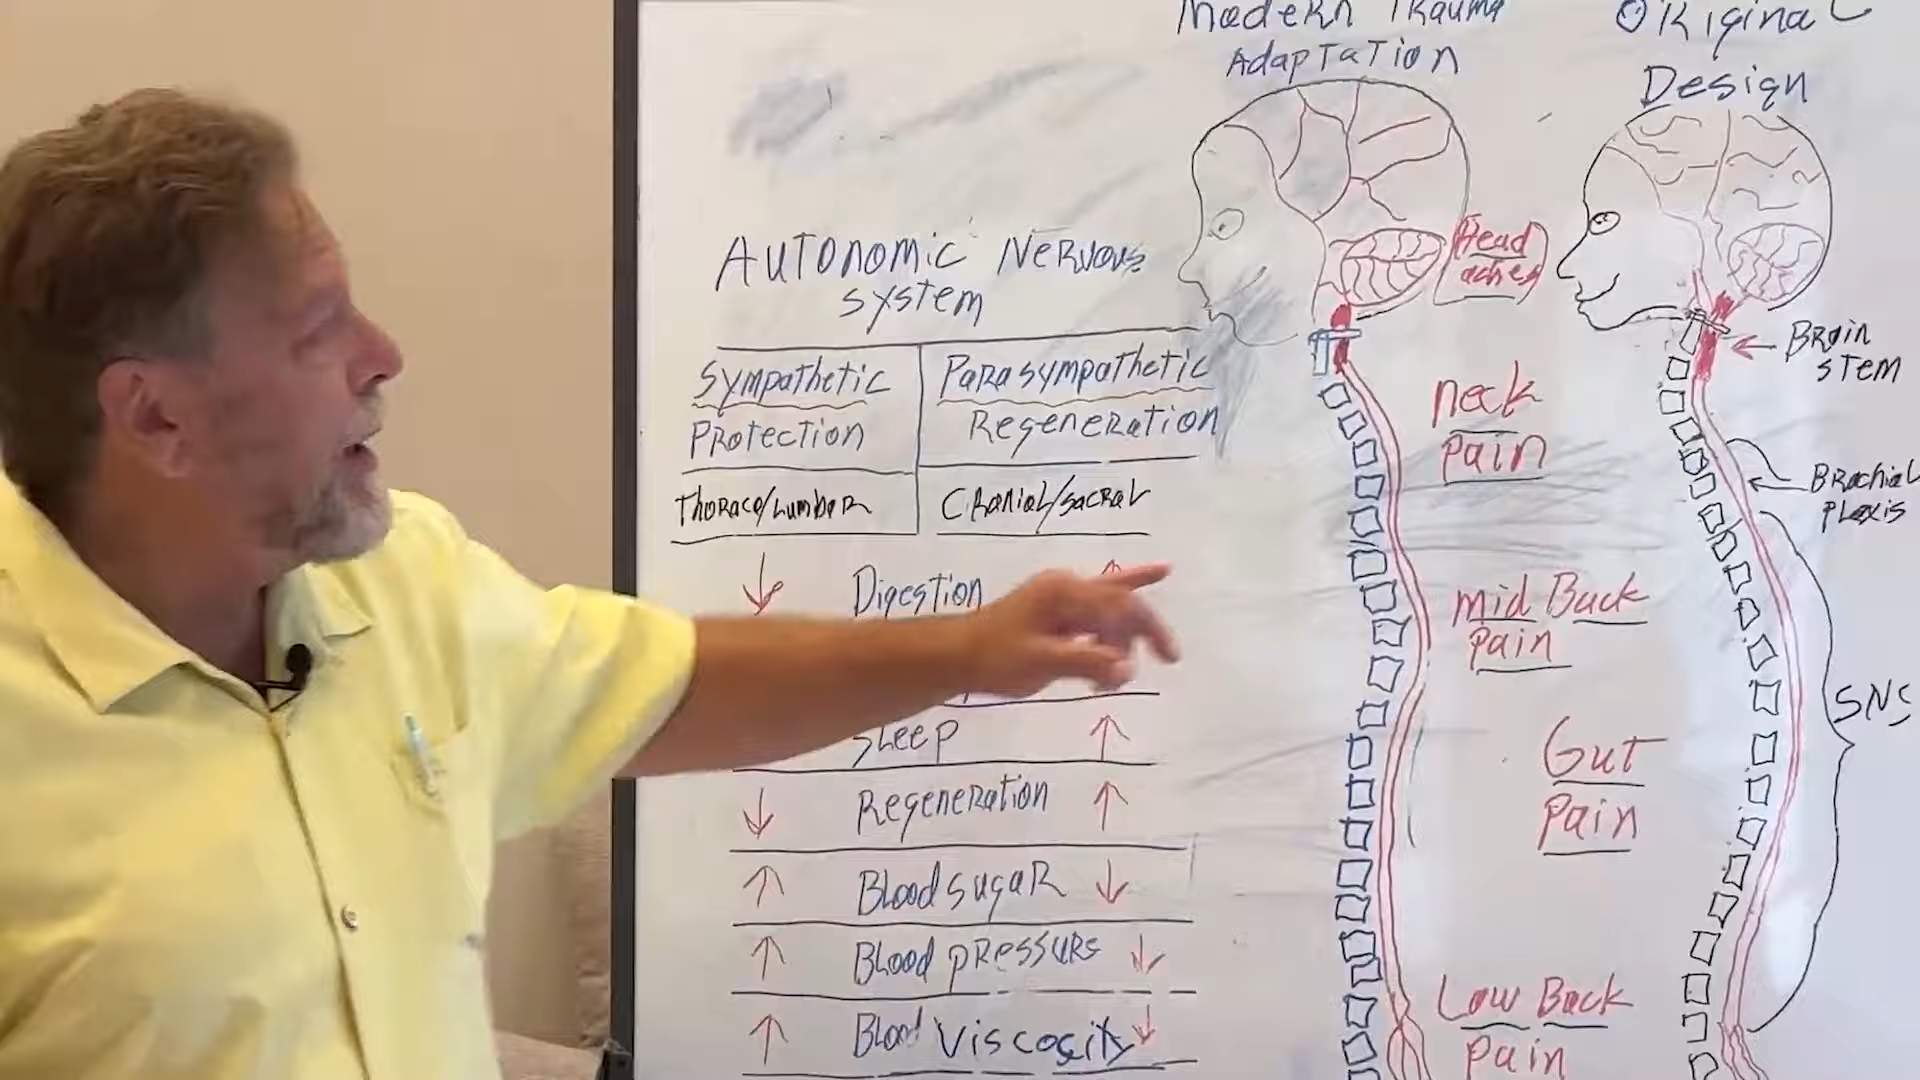 Modern Trauma
Adaptation
Original
Design
Autonomic Nervous
System
Sympathetic
Parasympathetic
Protection
Regeneration
Thoraco/Lumbar
Cranial/Sacral
↓ Digestion ↑
Sleep ↑
↓ Regeneration ↑
↑ Blood sugar ↓
↑ Blood pressure ↓
↑ Blood Viscosity ↓
Head
aches
Neck
Pain
Mid Back
Pain
Gut
Pain
Low Back
Pain
Brain
Stem
Brachial
Plexis
SNS